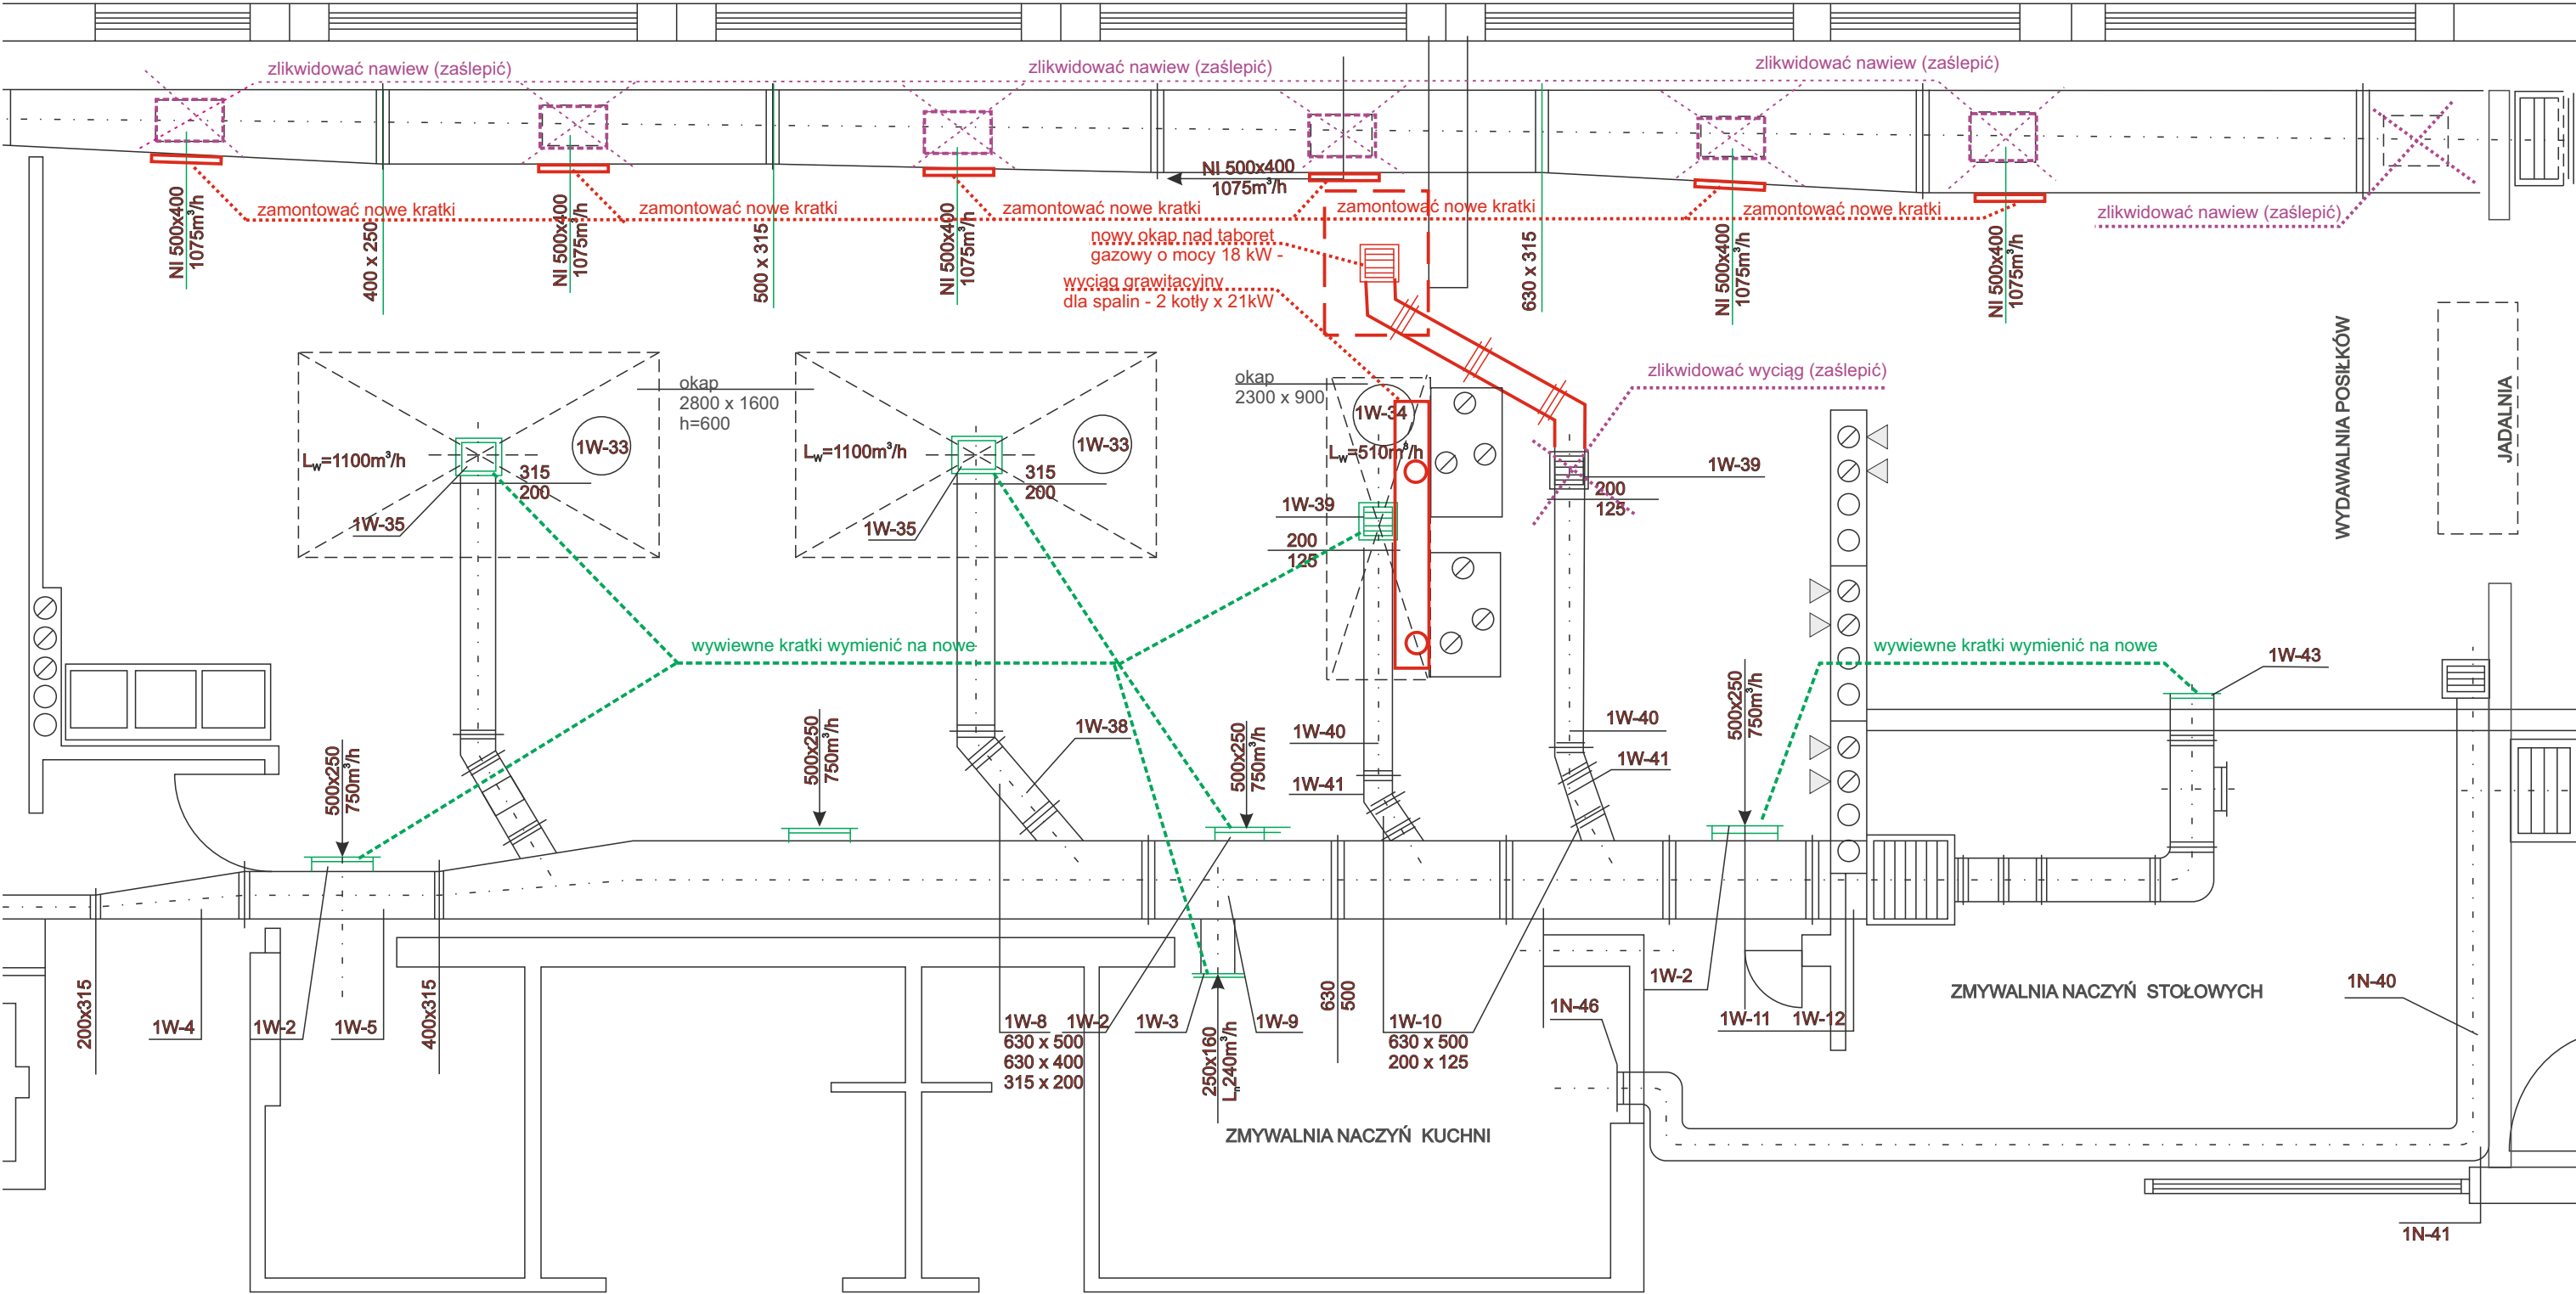 zlikwidować nawiew (zaślepić)
zlikwidować nawiew (zaślepić)
zlikwidować nawiew (zaślepić)
NI 500x400
1075m³/h
zamontować nowe kratki
400 x 250
NI 500x400
1075m³/h
zamontować nowe kratki
500 x 315
NI 500x400
1075m³/h
zamontować nowe kratki
NI 500x400
1075m³/h
zamontować nowe kratki
630 x 315
NI 500x400
1075m³/h
zamontować nowe kratki
NI 500x400
1075m³/h
zlikwidować nawiew (zaślepić)
nowy okap nad taboret
gazowy o mocy 18 kW -
wyciąg grawitacyjny
dla spalin - 2 kotły x 21kW
zlikwidować wyciąg (zaślepić)
WYDAWALNIA POSIŁKÓW
JADALNIA
okap
2800 x 1600
h=600
okap
2300 x 900
LW=1100m³/h
1W-33
315
200
1W-35
LW=1100m³/h
1W-33
315
200
1W-35
1W-34
LW=510m³/h
1W-39
200
125
1W-39
200
125
wywiewne kratki wymienić na nowe
wywiewne kratki wymienić na nowe
1W-43
500x250
750m³/h
500x250
750m³/h
1W-38
500x250
750m³/h
1W-40
1W-41
1W-40
1W-41
500x250
750m³/h
200x315
1W-4
1W-2
1W-5
400x315
1W-8
630 x 500
630 x 400
315 x 200
1W-2
1W-3
250x160
Ln240m³/h
1W-9
630
500
1W-10
630 x 500
200 x 125
1N-46
1W-2
1W-11
1W-12
ZMYWALNIA NACZYŃ STOŁOWYCH
1N-40
ZMYWALNIA NACZYŃ KUCHNI
1N-41